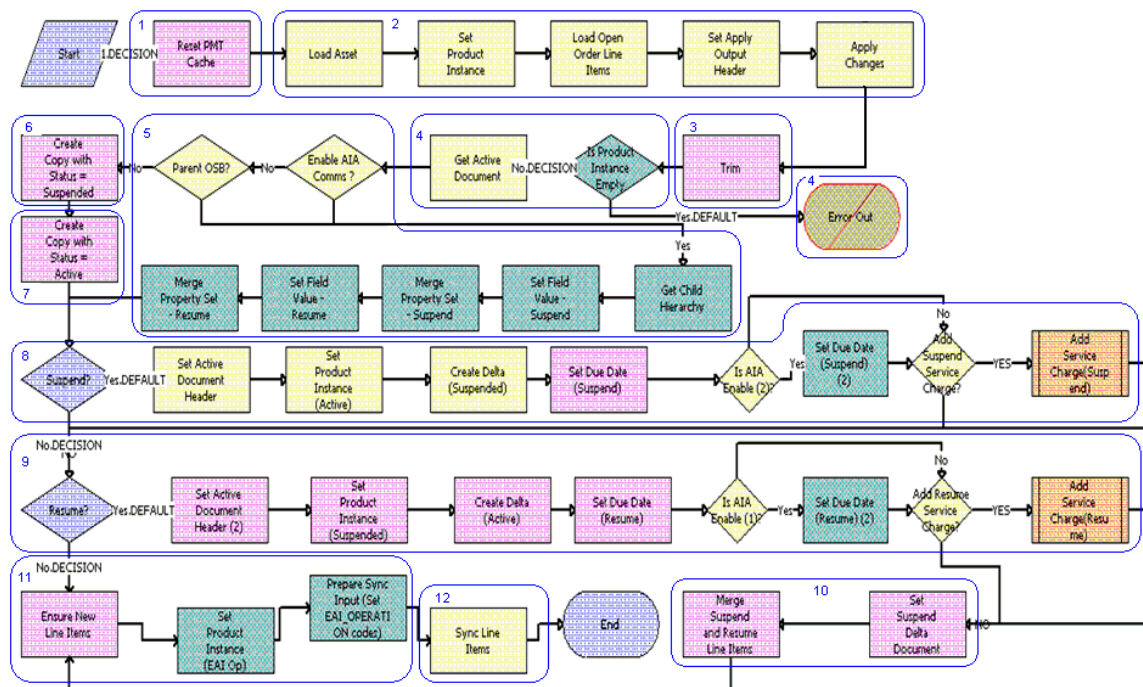 1
2
Start
1.DECISION
Reset PMT
Cache
Load Asset
Set
Product
Instance
Load Open
Order Line
Items
Set Apply
Output
Header
Apply
Changes
6
5
4
3
4
Create
Copy with
Status =
Suspended
No
Parent OSB?
No
Enable AIA
Comms ?
Get Active
Document
No.DECISION
Is Product
Instance
Empty
Trim
Yes.DEFAULT
Error Out
Create
Copy with
Status =
Active
7
Yes
Merge
Property Set
- Resume
Set Field
Value -
Resume
Merge
Property Set
- Suspend
Set Field
Value -
Suspend
Get Child
Hierarchy
No
8
Suspend?
Yes.DEFAULT
Set Active
Document
Header
Set
Product
Instance
(Active)
Create Delta
(Suspended)
Set Due Date
(Suspend)
Is AIA
Enable (2)?
Yes
Set Due Date
(Suspend)
(2)
Add
Suspend
Service
Charge?
YES
Add
Service
Charge(Susp
end)
No.DECISION
9
No
Resume?
Yes.DEFAULT
Set Active
Document
Header (2)
Set
Product
Instance
(Suspended)
Create Delta
(Active)
Set Due Date
(Resume)
Is AIA
Enable (1)?
Yes
Set Due Date
(Resume) (2)
Add Resume
Service
Charge?
YES
Add
Service
Charge(Resu
me)
No.DECISION
11
Ensure New
Line Items
Set
Product
Instance
(EAI Op)
Prepare Sync
Input (Set
EAI_OPERATI
ON codes)
12
Sync Line
Items
End
10
Merge
Suspend
and Resume
Line Items
Set
Suspend
Delta
Document
NO